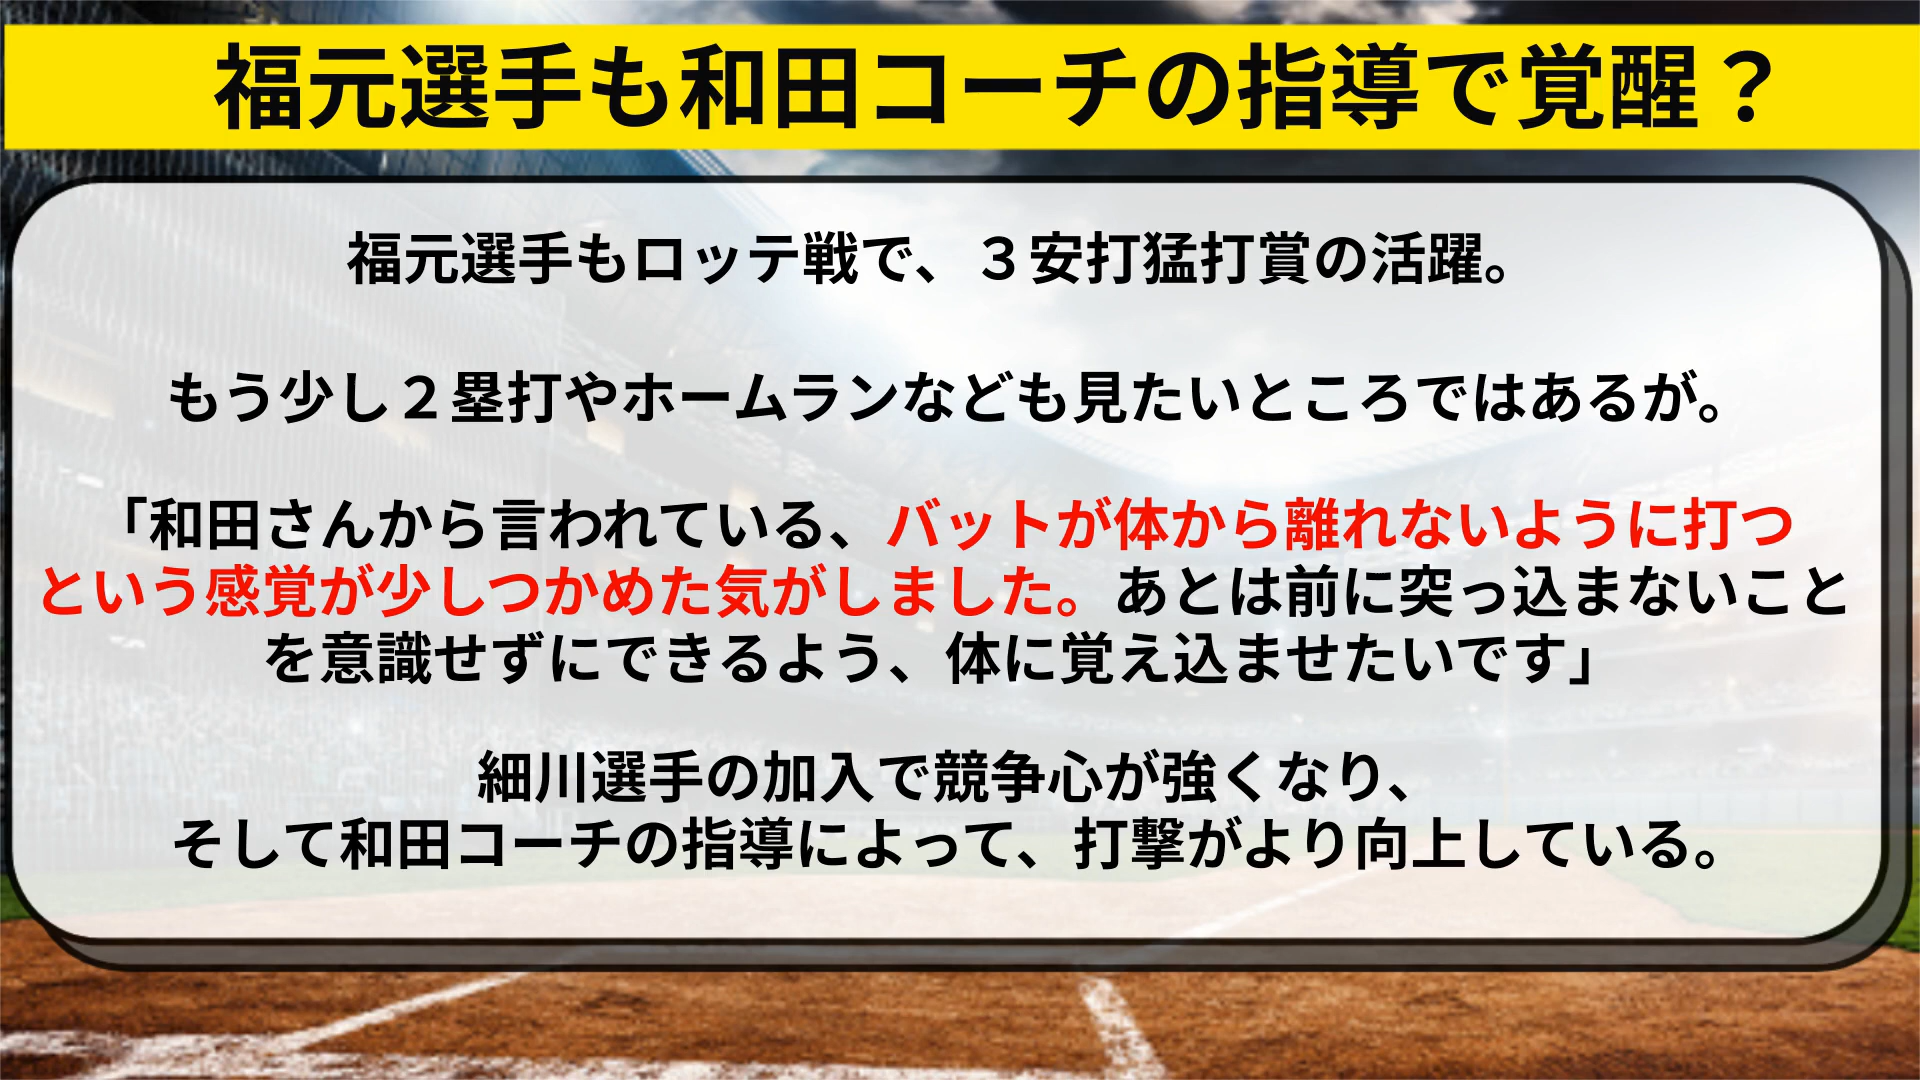 福元選手も和田コーチの指導で覚醒？
福元選手もロッテ戦で、３安打猛打賞の活躍。
もう少し２塁打やホームランなども見たいところではあるが。
「和田さんから言われている、バットが体から離れないように打つ
という感覚が少しつかめた気がしました。あとは前に突っ込まないこと
を意識せずにできるよう、体に覚え込ませたいです」
細川選手の加入で競争心が強くなり、
そして和田コーチの指導によって、打撃がより向上している。